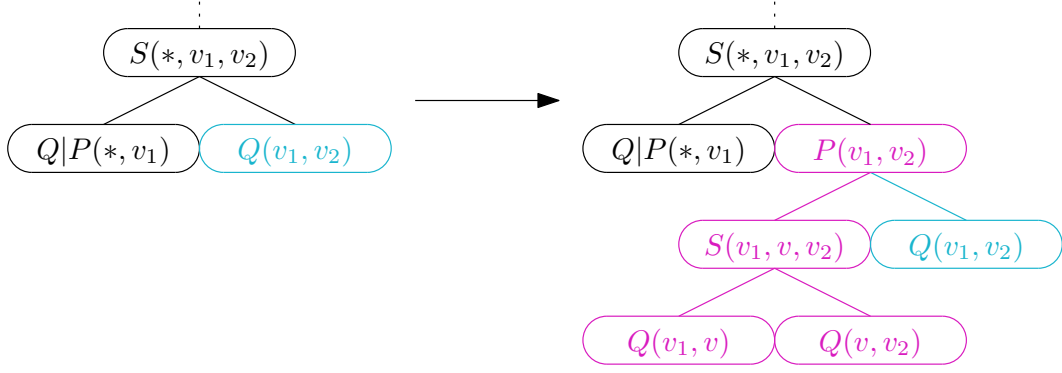 S(∗, v₁, v₂) S(∗, v₁, v₂)
Q|P(∗, v₁) Q(v₁, v₂) Q|P(∗, v₁) P(v₁, v₂)
S(v₁, v, v₂) Q(v₁, v₂)
Q(v₁, v) Q(v, v₂)